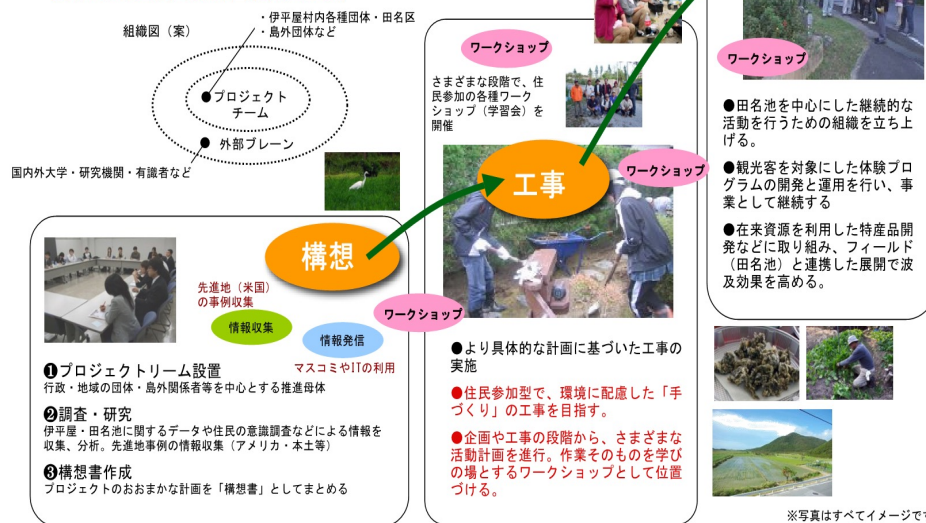 組織図（案）
・伊平屋村内各種団体・田名区
・島外団体など
●プロジェクト
チーム
● 外部ブレーン
国内外大学・研究機関・有識者など
構想
先進地（米国）
の事例収集
情報収集
情報発信
マスコミやITの利用
ワークショップ
❶プロジェクトリーム設置
行政・地域の団体・島外関係者等を中心とする推進母体
❷調査・研究
伊平屋・田名池に関するデータや住民の意識調査などによる情報を
収集、分析。先進地事例の情報収集（アメリカ・本土等）
❸構想書作成
プロジェクトのおおまかな計画を「構想書」としてまとめる
ワークショップ
さまざまな段階で、住
民参加の各種ワーク
ショップ（学習会）を
開催
工事
ワークショップ
●より具体的な計画に基づいた工事の
実施
●住民参加型で、環境に配慮した「手
づくり」の工事を目指す。
●企画や工事の段階から、さまざまな
活動計画を進行。作業そのものを学び
の場とするワークショップとして位置
づける。
ワークショップ
●田名池を中心にした継続的な
活動を行うための組織を立ち上
げる。
●観光客を対象にした体験プロ
グラムの開発と運用を行い、事
業として継続する
●在来資源を利用した特産品開
発などに取り組み、フィールド
（田名池）と連携した展開で波
及効果を高める。
※写真はすべてイメージで